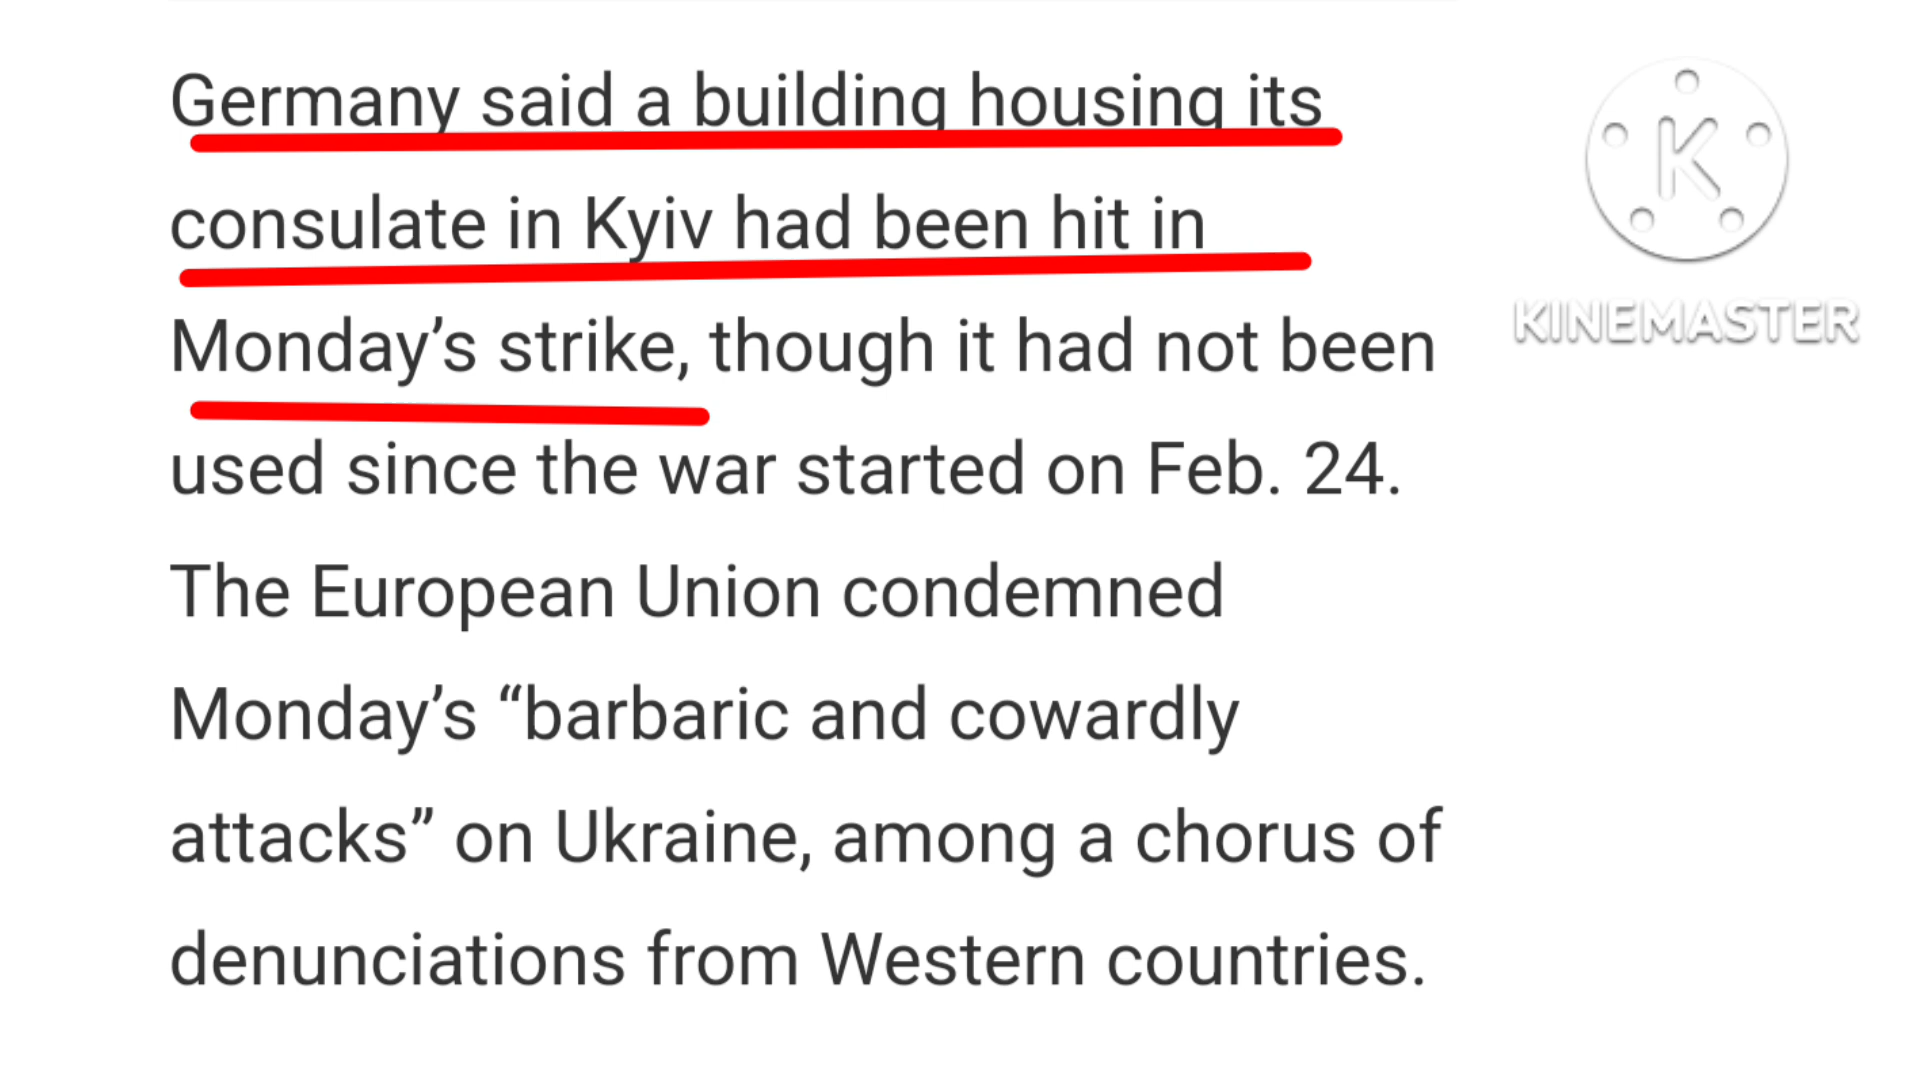 Germany said a building housing its
consulate in Kyiv had been hit in
Monday’s strike, though it had not been
used since the war started on Feb. 24.
The European Union condemned
Monday’s “barbaric and cowardly
attacks” on Ukraine, among a chorus of
denunciations from Western countries.
K
KINEMASTER